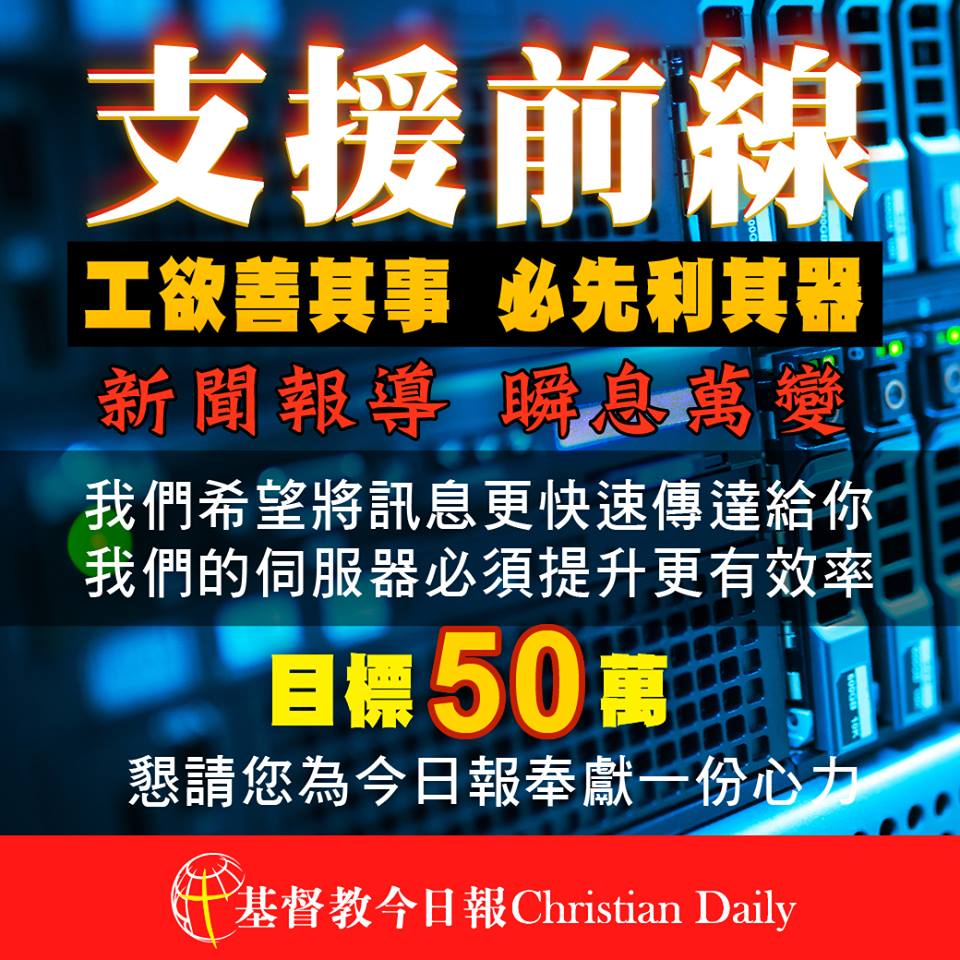 支援前線
工欲善其事 必先利其器
新聞報導 瞬息萬變
我們希望將訊息更快速傳達給你
我們的伺服器必須提升更有效率
目標50萬
懇請您為今日報奉獻一份心力
基督教今日報Christian Daily